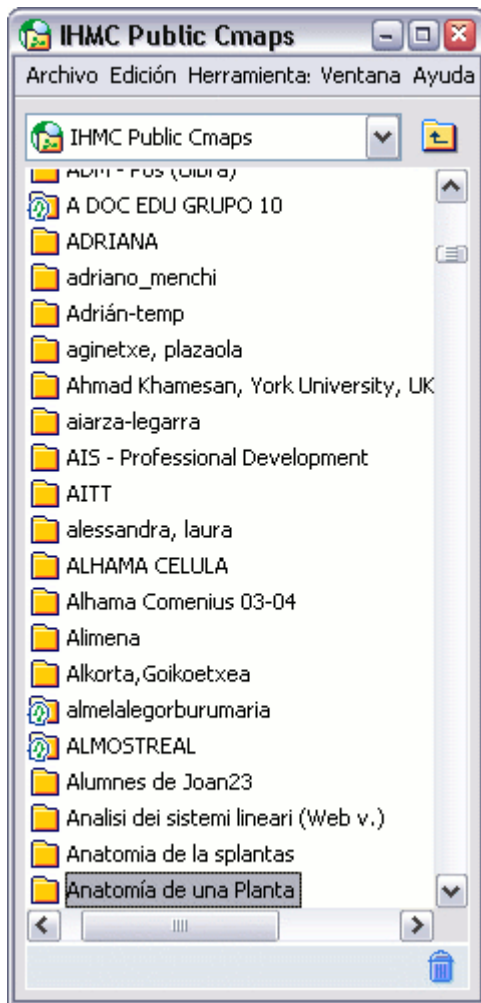 IHMC Public Cmaps
Archivo Edición Herramienta: Ventana Ayuda
IHMC Public Cmaps
ADM - Pos (Ulbra)
A DOC EDU GRUPO 10
ADRIANA
adriano_menchi
Adrián-temp
aginetxe, plazaola
Ahmad Khamesan, York University, UK
aiarza-legarra
AIS - Professional Development
AITT
alessandra, laura
ALHAMA CELULA
Alhama Comenius 03-04
Alimena
Alkorta,Goikoetxea
almelalegorburumaria
ALMOSTREAL
Alumnes de Joan23
Analisi dei sistemi lineari (Web v.)
Anatomia de la splantas
Anatomía de una Planta